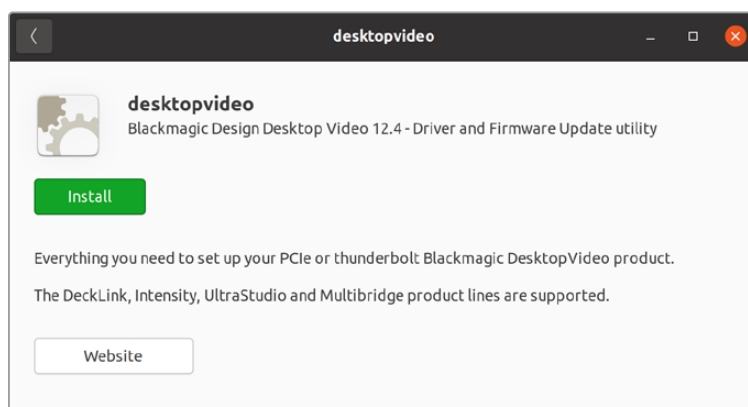 desktopvideo
desktopvideo
Blackmagic Design Desktop Video 12.4 - Driver and Firmware Update utility
Install
Everything you need to set up your PCIe or thunderbolt Blackmagic DesktopVideo product.
The DeckLink, Intensity, UltraStudio and Multibridge product lines are supported.
Website